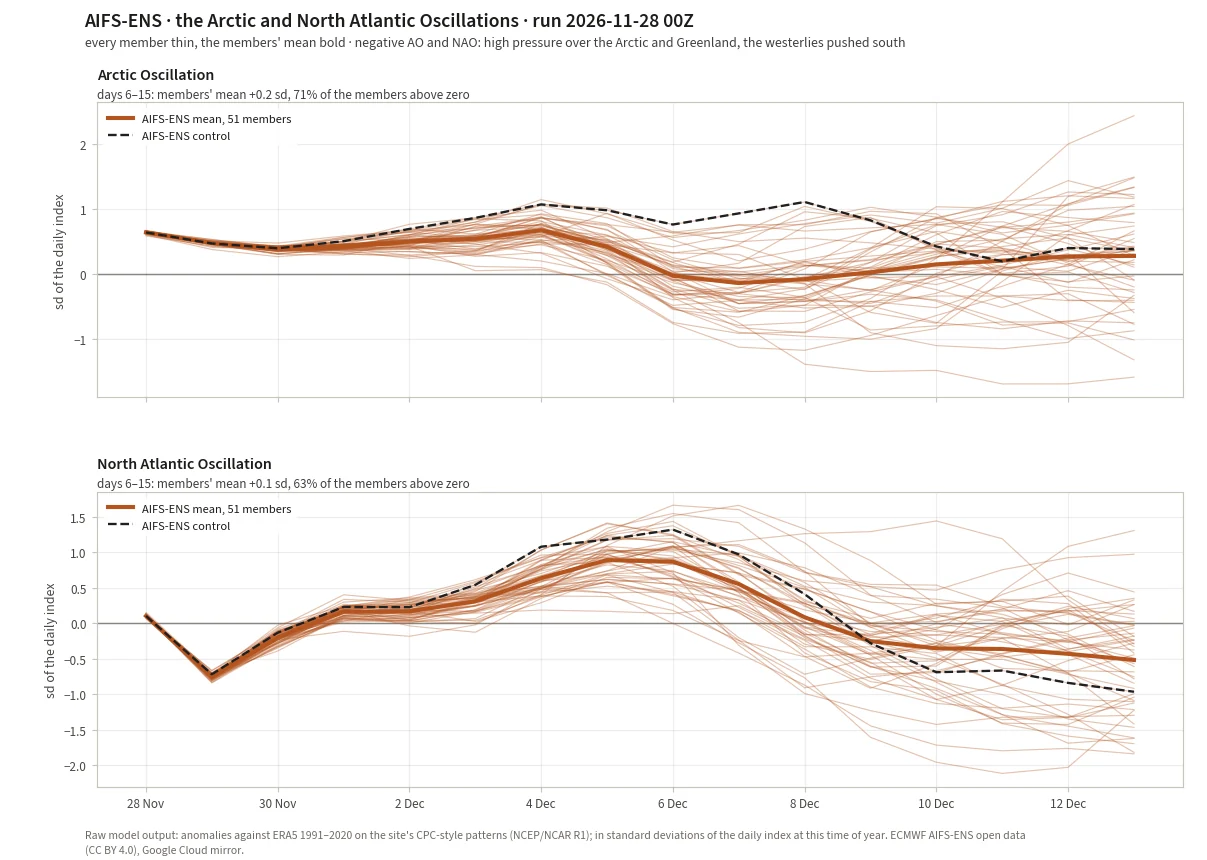 AIFS-ENS · the Arctic and North Atlantic Oscillations · run 2026-11-28 00Z
every member thin, the members' mean bold · negative AO and NAO: high pressure over the Arctic and Greenland, the westerlies pushed south
Arctic Oscillation
days 6–15: members' mean +0.2 sd, 71% of the members above zero
AIFS-ENS mean, 51 members
AIFS-ENS control
2
1
0
−1
sd of the daily index
North Atlantic Oscillation
days 6–15: members' mean +0.1 sd, 63% of the members above zero
AIFS-ENS mean, 51 members
AIFS-ENS control
1.5
1.0
0.5
0.0
−0.5
−1.0
−1.5
−2.0
sd of the daily index
28 Nov 30 Nov 2 Dec 4 Dec 6 Dec 8 Dec 10 Dec 12 Dec
Raw model output: anomalies against ERA5 1991–2020 on the site's CPC-style patterns (NCEP/NCAR R1); in standard deviations of the daily index at this time of year. ECMWF AIFS-ENS open data
(CC BY 4.0), Google Cloud mirror.